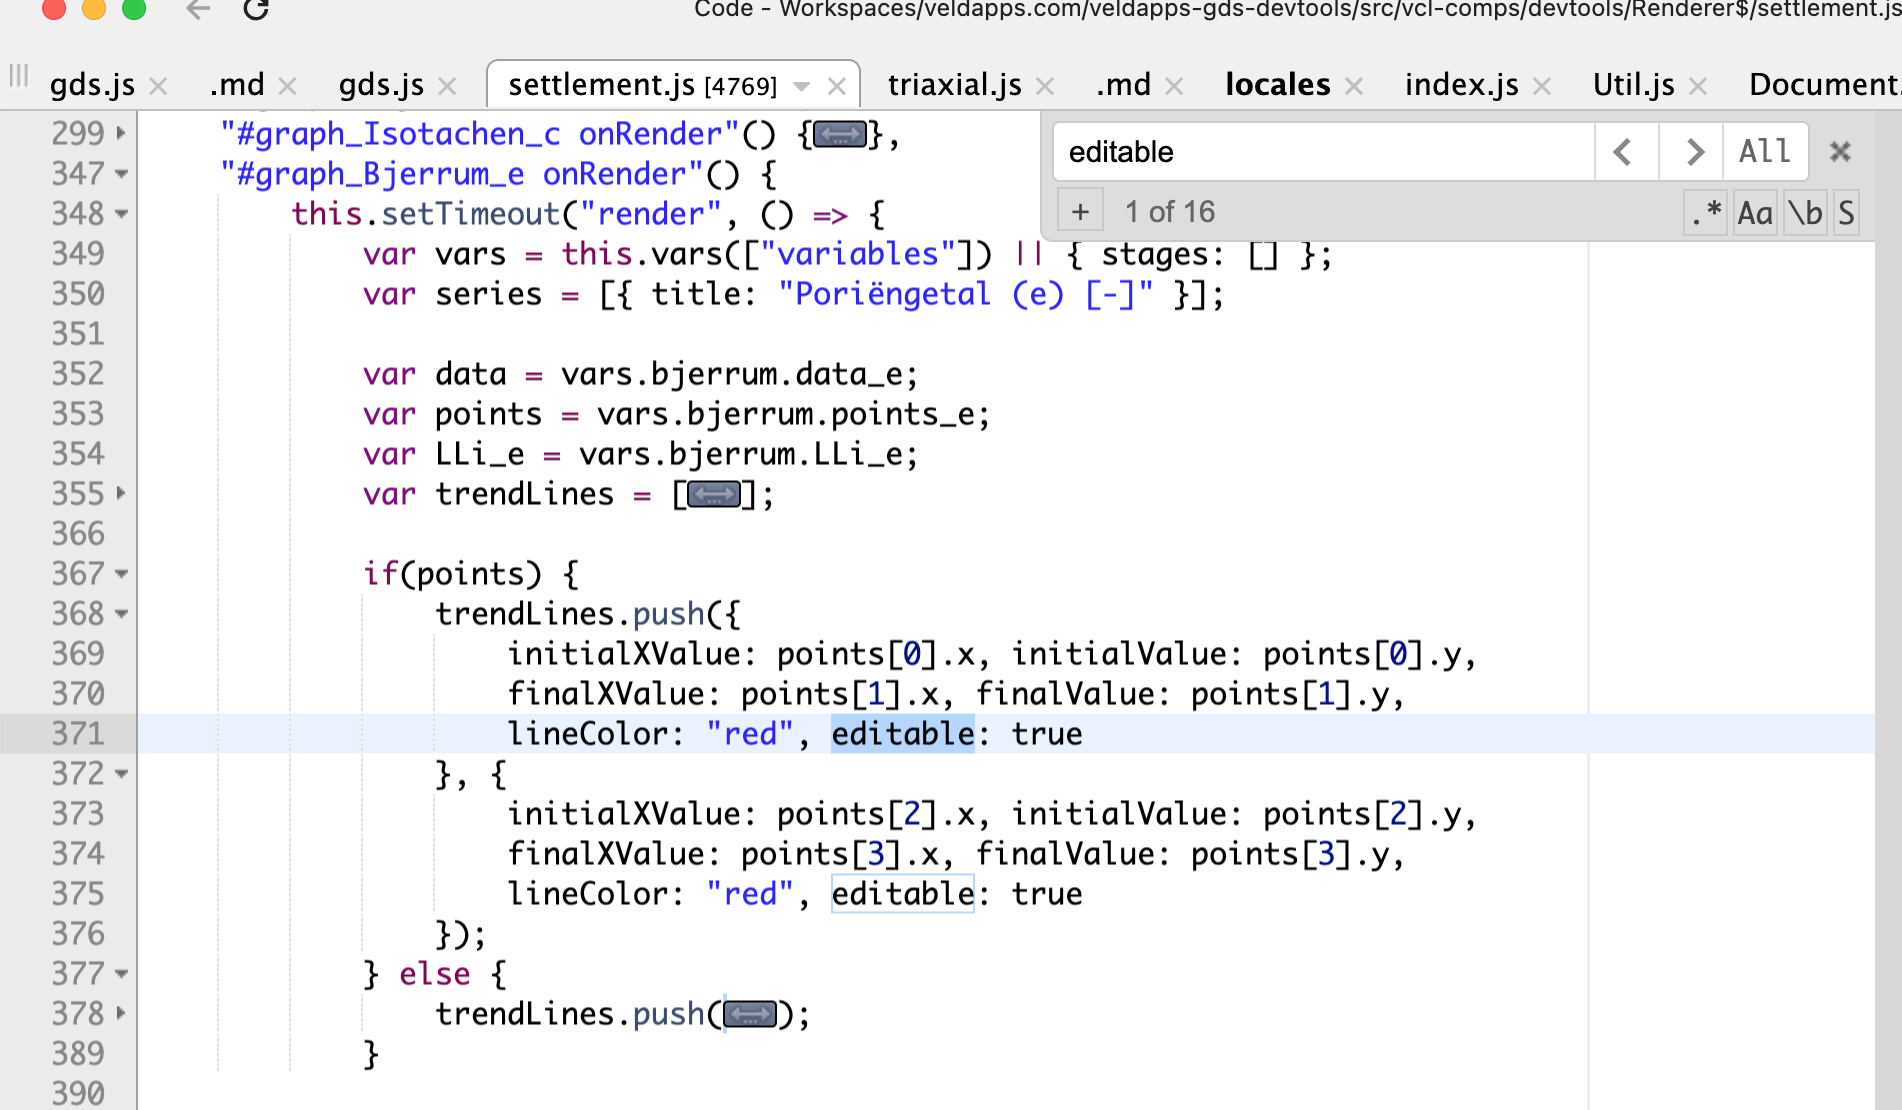 Code - Workspaces/veldapps.com/veldapps-gds-devtools/src/vcl-comps/devtools/Renderer$/settlement.js
gds.js × .md × gds.js × settlement.js [4769] × triaxial.js × .md × locales × index.js × Util.js × Document.
editable
All
+ 1 of 16 .* Aa \b S
299 "#graph_Isotachen_c onRender"() {...},
347 "#graph_Bjerrum_e onRender"() {
348 this.setTimeout("render", () => {
349 var vars = this.vars(["variables"]) || { stages: [] };
350 var series = [{ title: "Poriëngetal (e) [-]" }];
351
352 var data = vars.bjerrum.data_e;
353 var points = vars.bjerrum.points_e;
354 var LLi_e = vars.bjerrum.LLi_e;
355 var trendLines = [...];
366
367 if(points) {
368 trendLines.push({
369 initialXValue: points[0].x, initialValue: points[0].y,
370 finalXValue: points[1].x, finalValue: points[1].y,
371 lineColor: "red", editable: true
372 }, {
373 initialXValue: points[2].x, initialValue: points[2].y,
374 finalXValue: points[3].x, finalValue: points[3].y,
375 lineColor: "red", editable: true
376 });
377 } else {
378 trendLines.push(...);
389 }
390